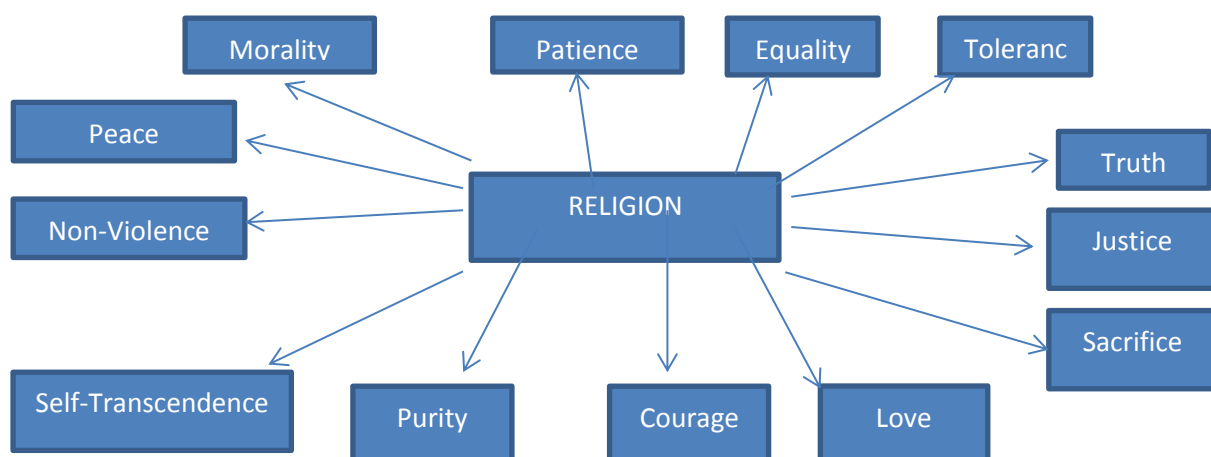 Morality
Patience
Equality
Toleranc
Peace
Truth
RELIGION
Non-Violence
Justice
Sacrifice
Self-Transcendence
Purity
Courage
Love